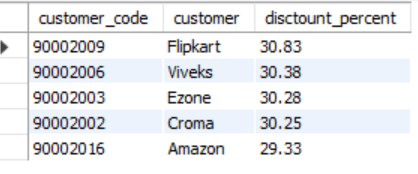 customer_code customer disctount_percent
90002009 Flipkart 30.83
90002006 Viveks 30.38
90002003 Ezone 30.28
90002002 Croma 30.25
90002016 Amazon 29.33